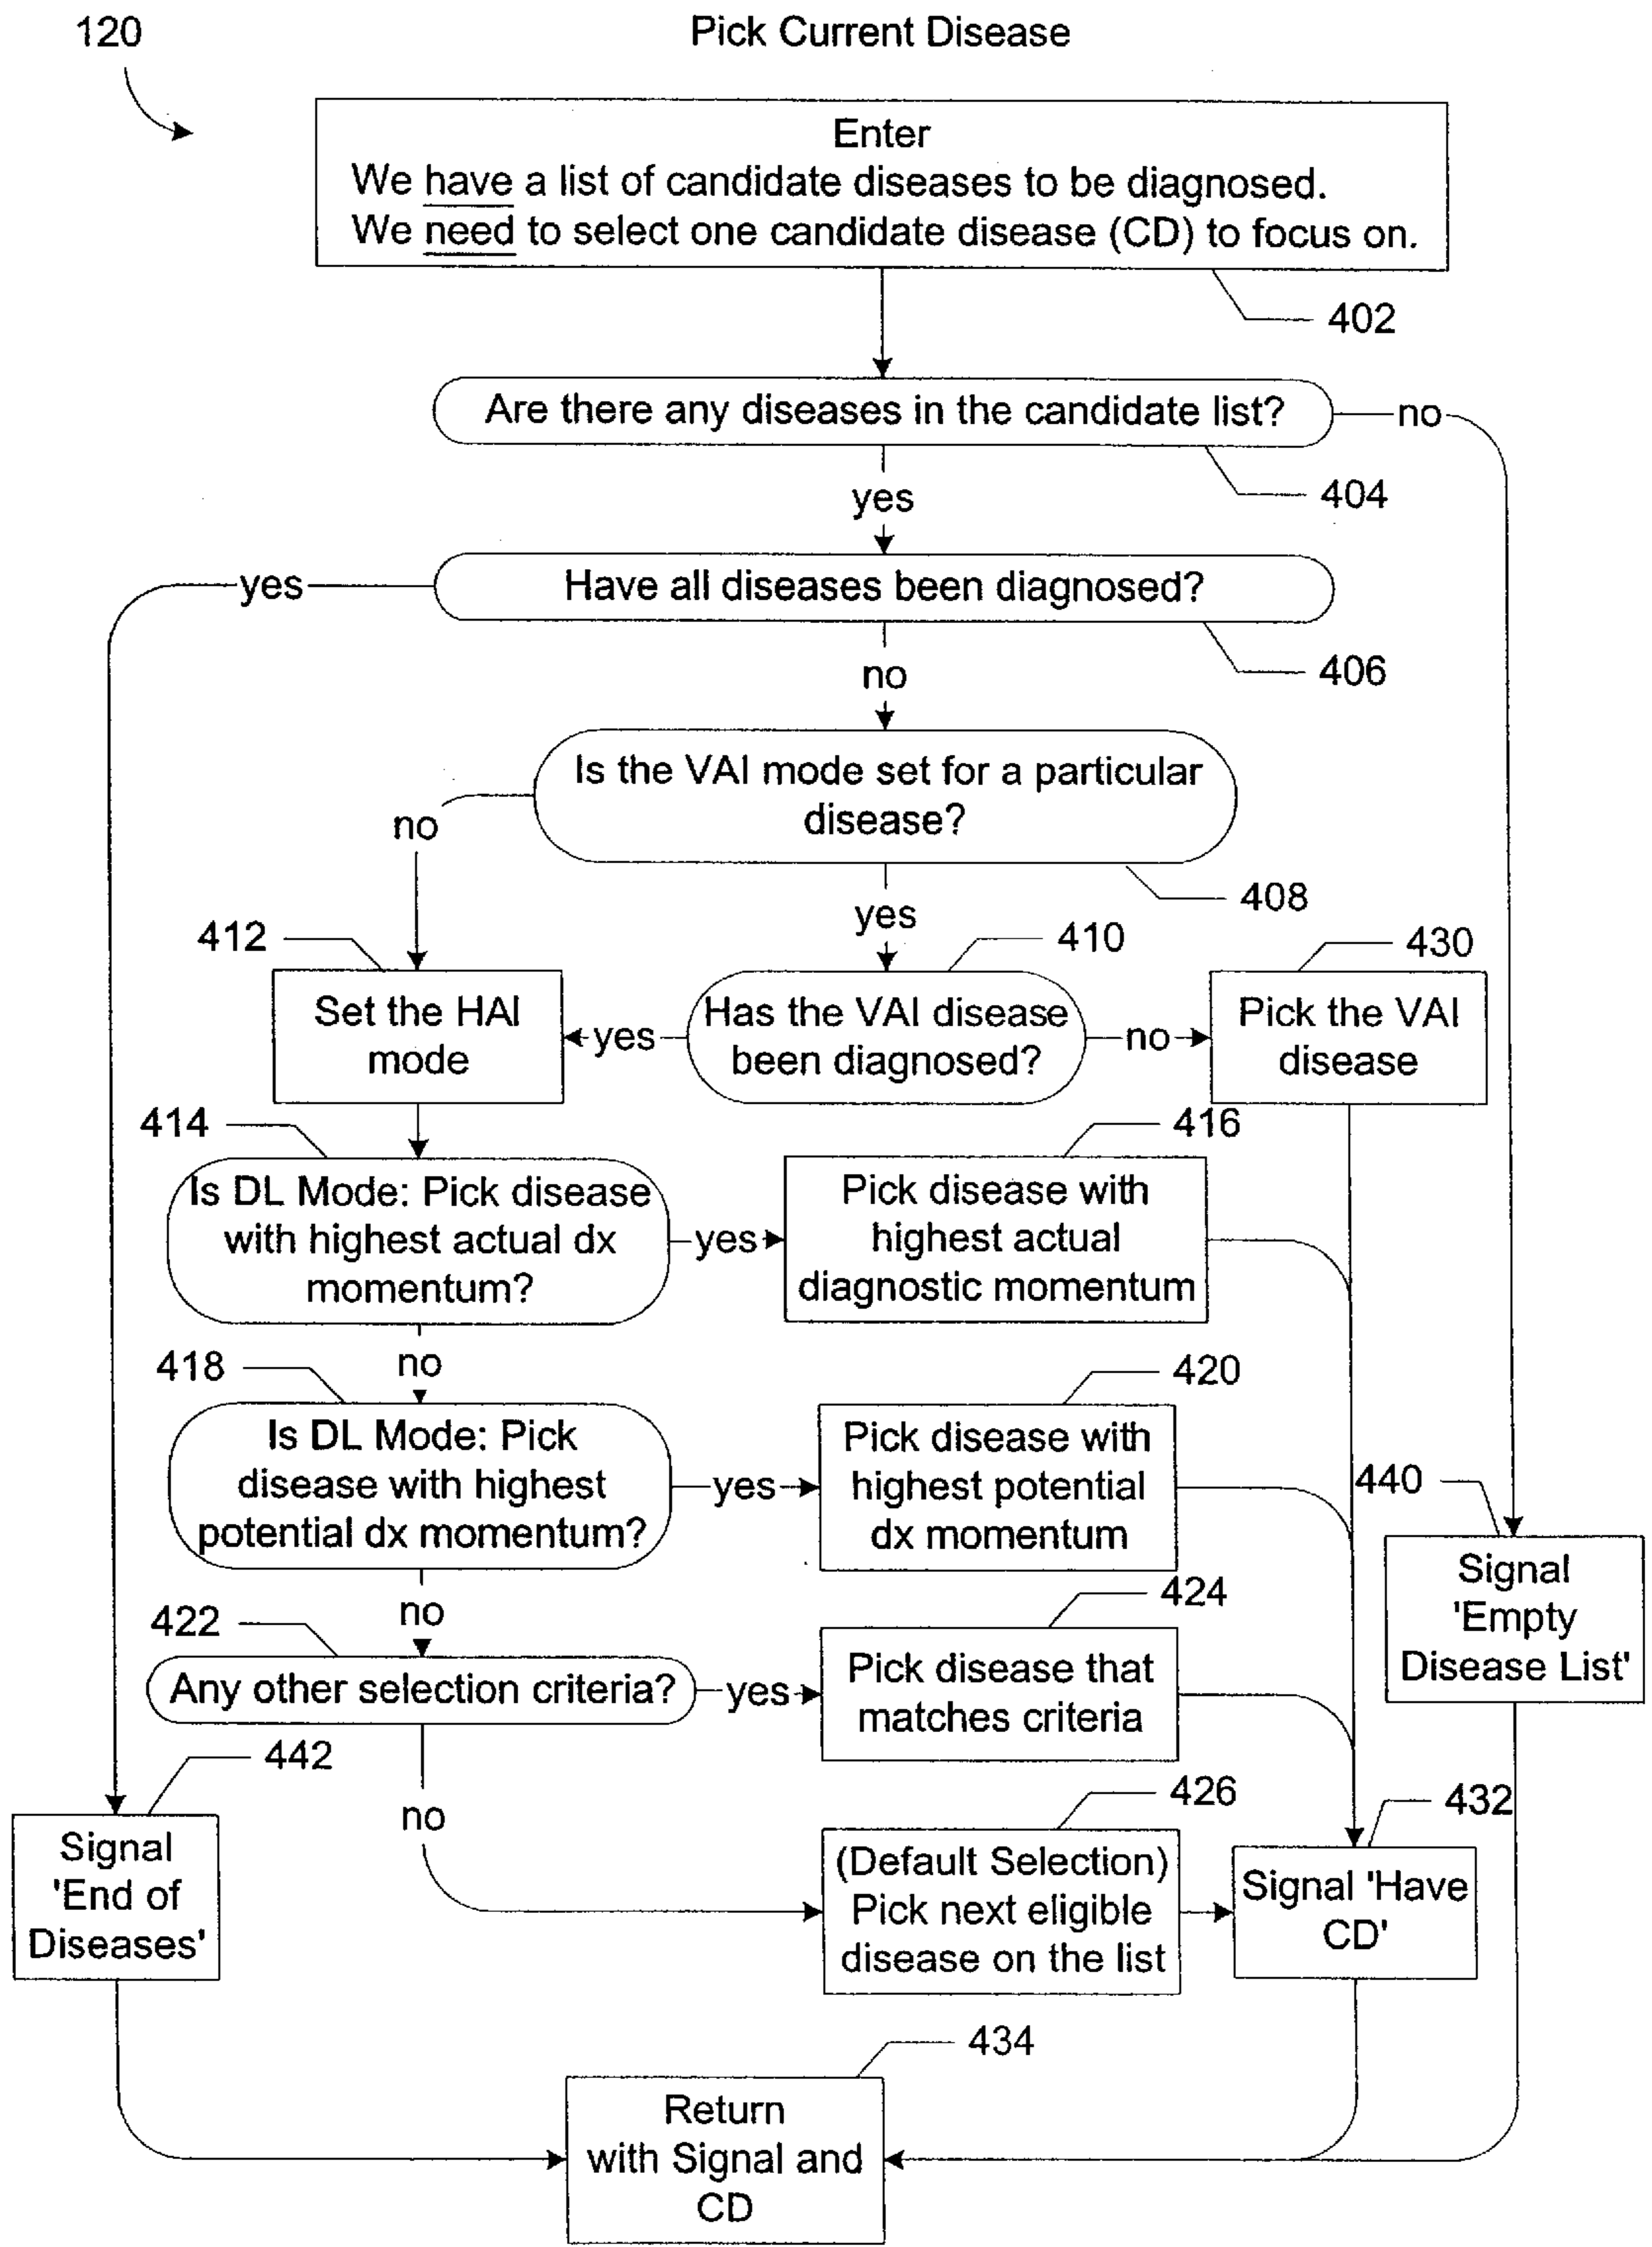 120
Pick Current Disease
Enter
We have a list of candidate diseases to be diagnosed.
We need to select one candidate disease (CD) to focus on.
402
Are there any diseases in the candidate list?
no
404
yes
yes
Have all diseases been diagnosed?
406
no
Is the VAI mode set for a particular
disease?
no
408
yes
412
410
430
Set the HAI
mode
yes
Has the VAI disease
been diagnosed?
no
Pick the VAI
disease
414
416
Is DL Mode: Pick disease
with highest actual dx
momentum?
yes
Pick disease with
highest actual
diagnostic momentum
no
418
420
Is DL Mode: Pick
disease with highest
potential dx momentum?
yes
Pick disease with
highest potential
dx momentum
440
Signal
'Empty
Disease List'
no
422
424
Any other selection criteria?
yes
Pick disease that
matches criteria
442
no
426
432
Signal
'End of
Diseases'
(Default Selection)
Pick next eligible
disease on the list
Signal 'Have
CD'
434
Return
with Signal and
CD